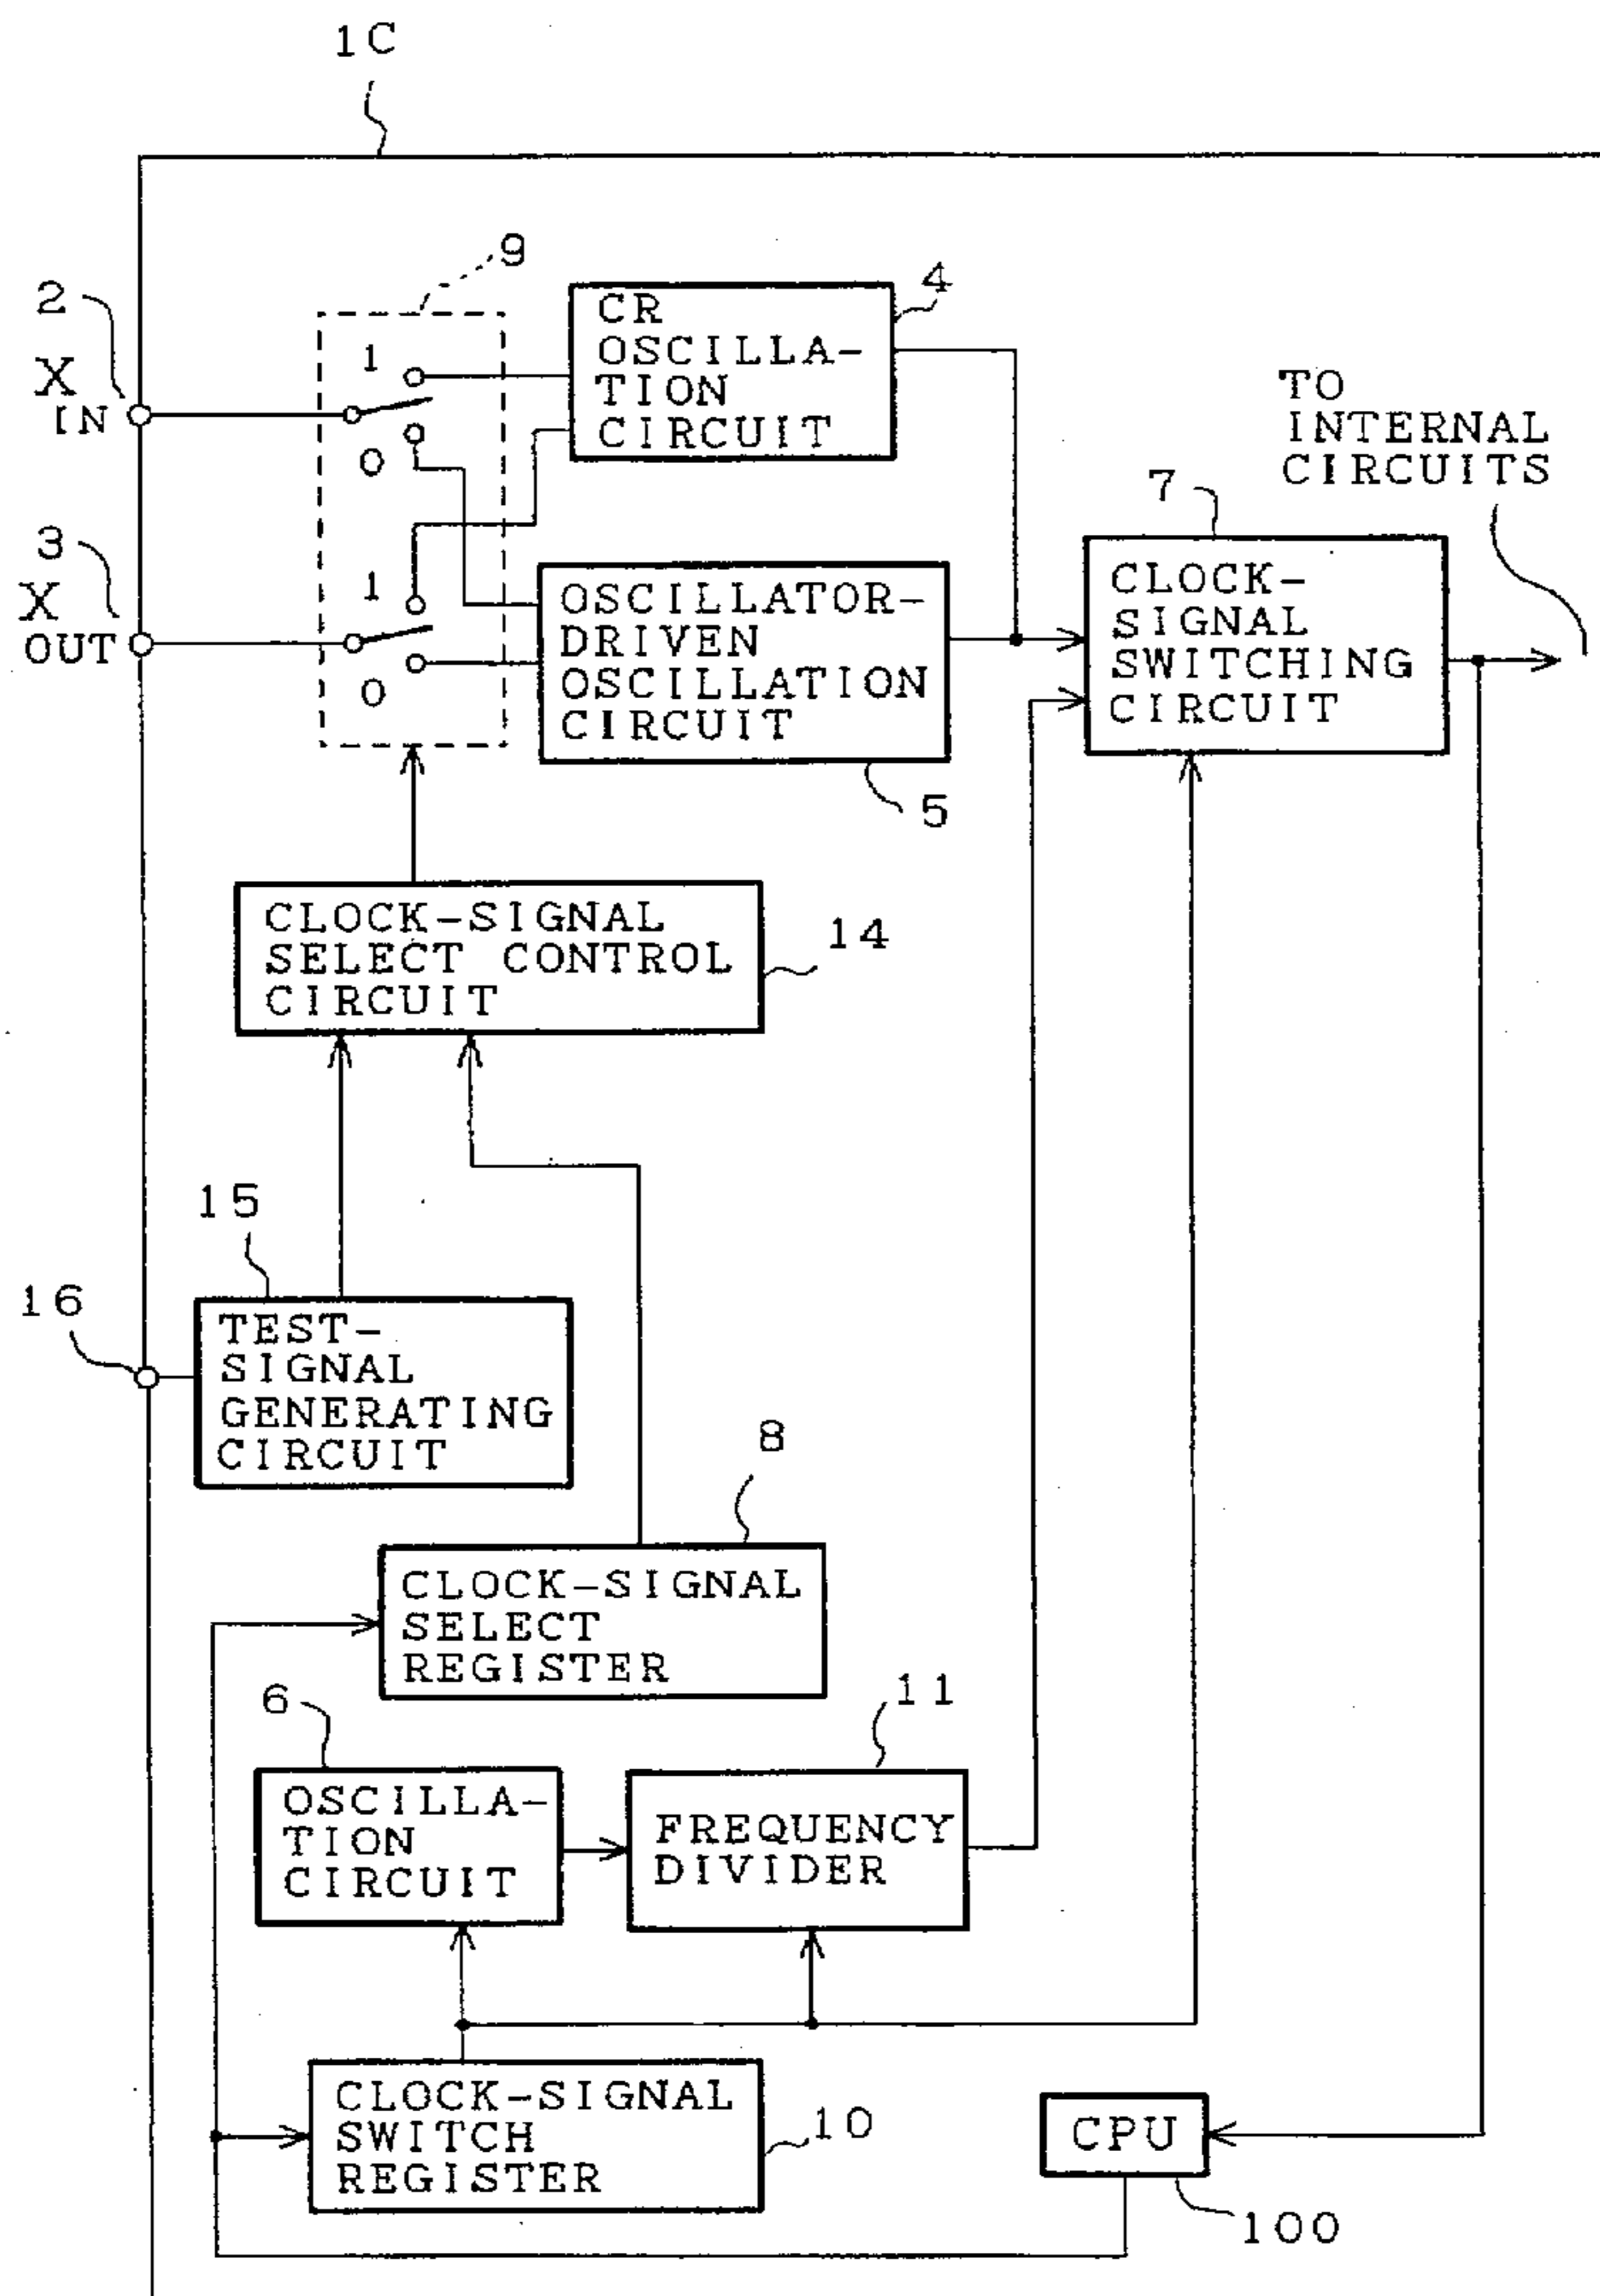 1C
9
4
2
CR
OSCILLA-
TION
CIRCUIT
1
X
IN
0
TO
INTERNAL
CIRCUITS
7
3
X
OUT
1
0
OSCILLATOR-
DRIVEN
OSCILLATION
CIRCUIT
5
CLOCK-
SIGNAL
SWITCHING
CIRCUIT
CLOCK-SIGNAL
SELECT CONTROL
CIRCUIT
14
15
16
TEST-
SIGNAL
GENERATING
CIRCUIT
8
CLOCK-SIGNAL
SELECT
REGISTER
6
11
OSCILLA-
TION
CIRCUIT
FREQUENCY
DIVIDER
CLOCK-SIGNAL
SWITCH
REGISTER
10
CPU
100